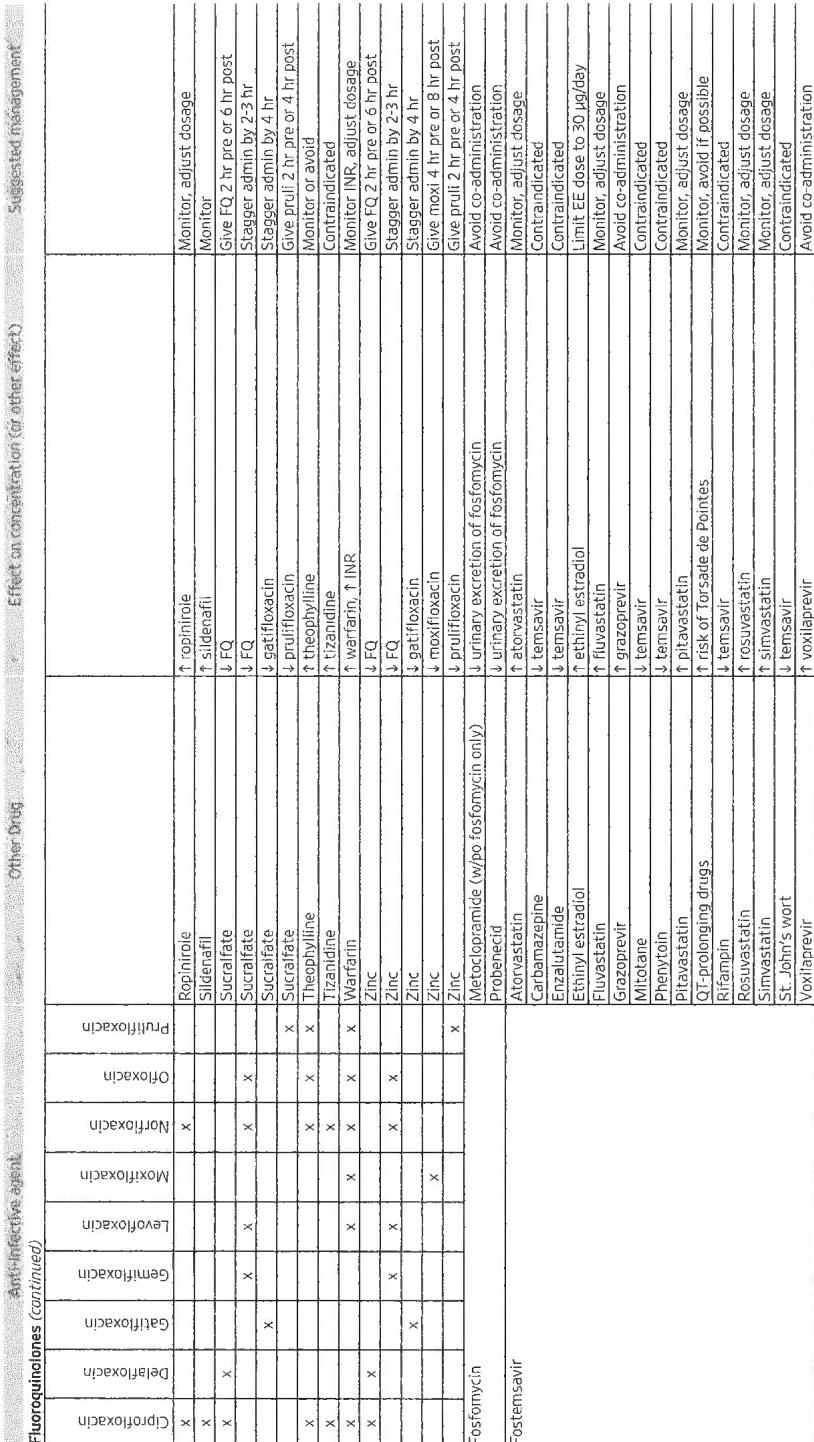 Anti-Infective agent Other Drug Effect on concentration (or other effect) Suggested management
Fluoroquinolones (continued)
Ciprofloxacin Delafloxacin Gatifloxacin Gemifloxacin Levofloxacin Moxifloxacin Norfloxacin Ofloxacin Prulifloxacin
x x Ropinirole ↑ ropinirole Monitor, adjust dosage
x Sildenafil ↑ sildenafil Monitor
x x Sucralfate ↓ FQ Give FQ 2 hr pre or 6 hr post
x x x x Sucralfate ↓ FQ Stagger admin by 2-3 hr
x Sucralfate ↓ gatifloxacin Stagger admin by 4 hr
x Sucralfate ↓ prulifloxacin Give pruli 2 hr pre or 4 hr post
x x x x Theophylline ↑ theophylline Monitor or avoid
x x Tizanidine ↑ tizanidine Contraindicated
x x x x x x Warfarin ↑ warfarin, ↑ INR Monitor INR, adjust dosage
x x Zinc ↓ FQ Give FQ 2 hr pre or 6 hr post
x x x x Zinc ↓ FQ Stagger admin by 2-3 hr
x Zinc ↓ gatifloxacin Stagger admin by 4 hr
x Zinc ↓ moxifloxacin Give moxi 4 hr pre or 8 hr post
x Zinc ↓ prulifloxacin Give pruli 2 hr pre or 4 hr post
Fosfomycin Metoclopramide (w/po fosfomycin only) ↓ urinary excretion of fosfomycin Avoid co-administration
Probenecid ↓ urinary excretion of fosfomycin Avoid co-administration
Fostemsavir Atorvastatin ↑ atorvastatin Monitor, adjust dosage
Carbamazepine ↓ temsavir Contraindicated
Enzalutamide ↓ temsavir Contraindicated
Ethinyl estradiol ↑ ethinyl estradiol Limit EE dose to 30 µg/day
Fluvastatin ↑ fluvastatin Monitor, adjust dosage
Grazoprevir ↑ grazoprevir Avoid co-administration
Mitotane ↓ temsavir Contraindicated
Phenytoin ↓ temsavir Contraindicated
Pitavastatin ↑ pitavastatin Monitor, adjust dosage
QT-prolonging drugs ↑ risk of Torsade de Pointes Monitor, avoid if possible
Rifampin ↓ temsavir Contraindicated
Rosuvastatin ↑ rosuvastatin Monitor, adjust dosage
Simvastatin ↑ simvastatin Monitor, adjust dosage
St. John's wort ↓ temsavir Contraindicated
Voxilaprevir ↑ voxilaprevir Avoid co-administration